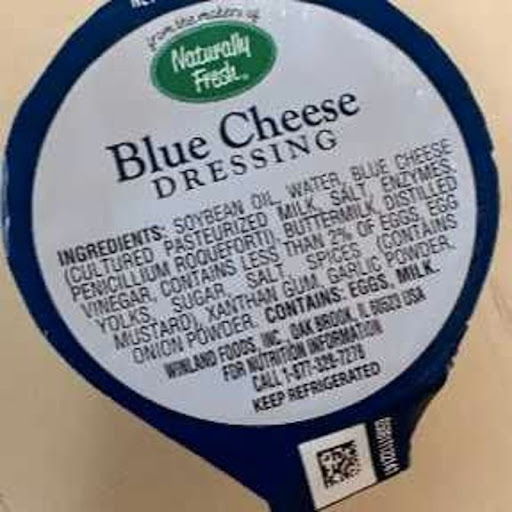 from the makers of
Naturally
Fresh
Blue Cheese
DRESSING
INGREDIENTS: SOYBEAN OIL, WATER, BLUE CHEESE
(CULTURED PASTEURIZED MILK, SALT, ENZYMES,
PENICILLIUM ROQUEFORTI), BUTTERMILK, DISTILLED
VINEGAR, CONTAINS LESS THAN 2% OF EGGS, EGG
YOLKS, SUGAR, SALT, SPICES (CONTAINS
MUSTARD), XANTHAN GUM, GARLIC POWDER,
ONION POWDER. CONTAINS: EGGS, MILK.
WINLAND FOODS, INC., OAK BROOK, IL 60523 USA
FOR NUTRITION INFORMATION
CALL 1-877-328-7278
KEEP REFRIGERATED